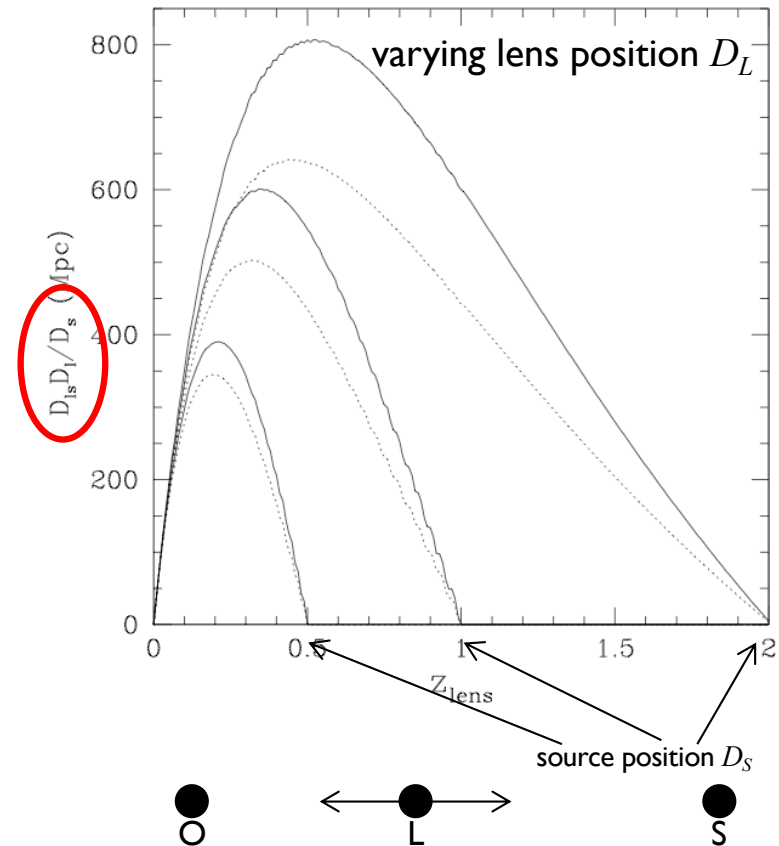 varying lens position D_L
800
600
400
200
0
D_ls D_l/D_s (Mpc)
0 0.5 1 1.5 2
Z_lens
source position D_S
O L S